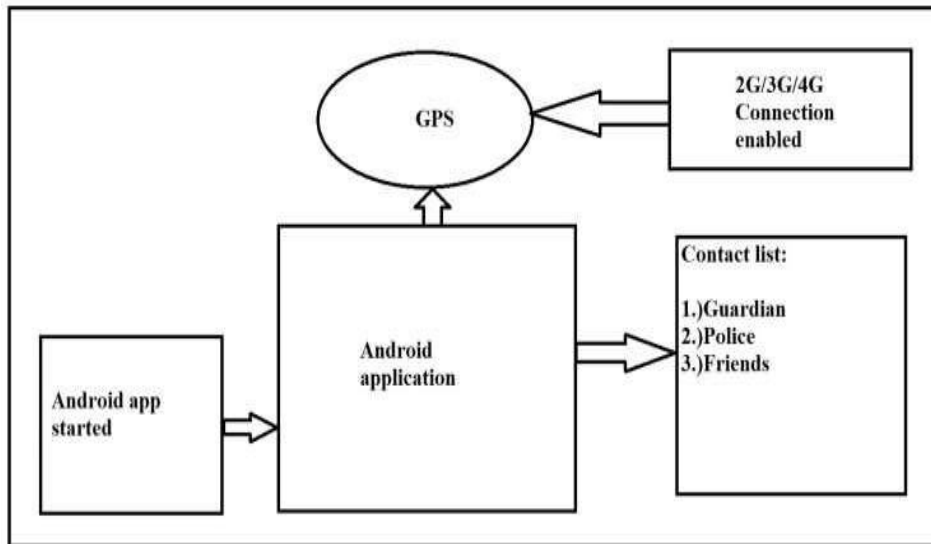 GPS
2G/3G/4G
Connection
enabled
Contact list:
1.)Guardian
2.)Police
3.)Friends
Android
application
Android app
started